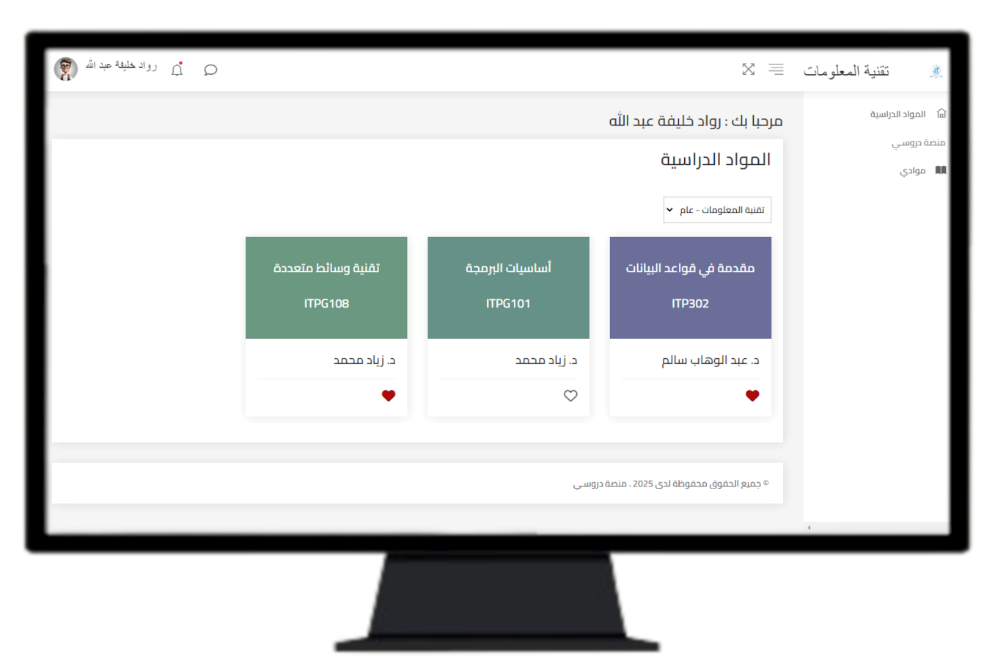 تقنية المعلومات
رواد خليفة عبد الله
المواد الدراسية
منصة دروسي
موادي
مرحبا بك : رواد خليفة عبد الله
المواد الدراسية
تقنية المعلومات - عام
مقدمة في قواعد البيانات
ITP302
د. عبد الوهاب سالم
أساسيات البرمجة
ITPG101
د. زياد محمد
تقنية وسائط متعددة
ITPG108
د. زياد محمد
© جميع الحقوق محفوظة لدى 2025 . منصة دروسي